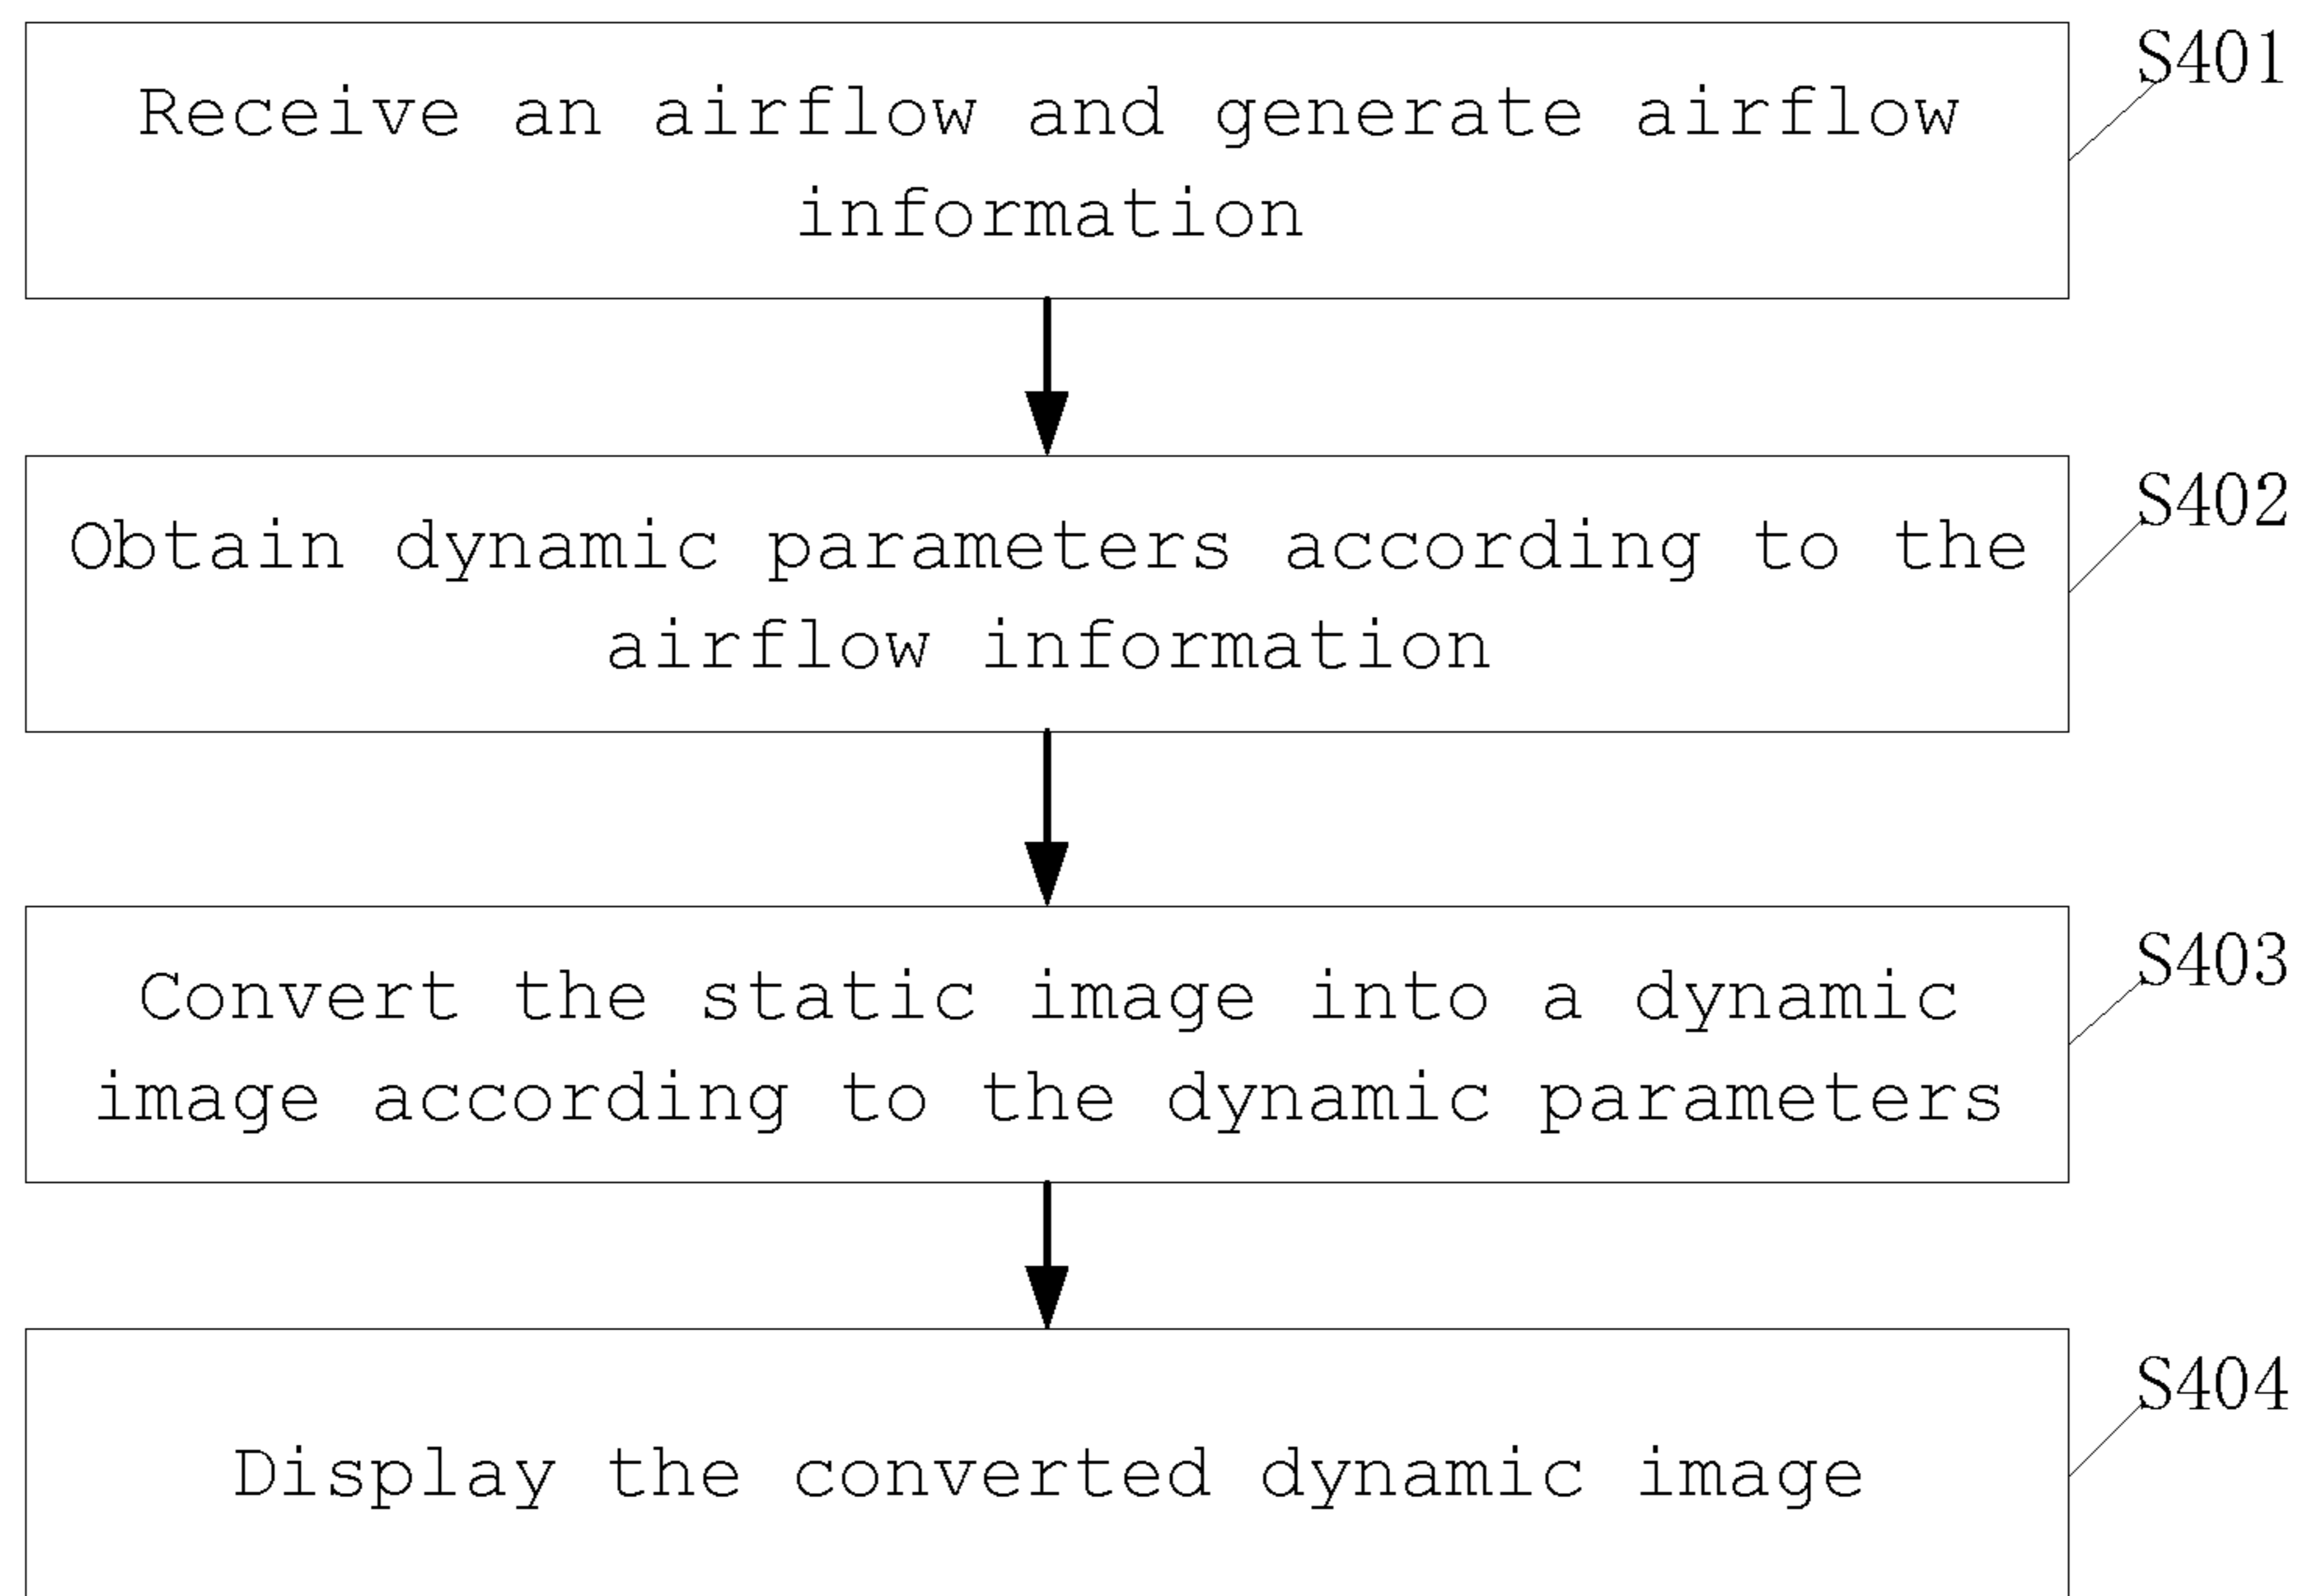 Receive an airflow and generate airflow
information
S401
Obtain dynamic parameters according to the
airflow information
S402
Convert the static image into a dynamic
image according to the dynamic parameters
S403
Display the converted dynamic image
S404